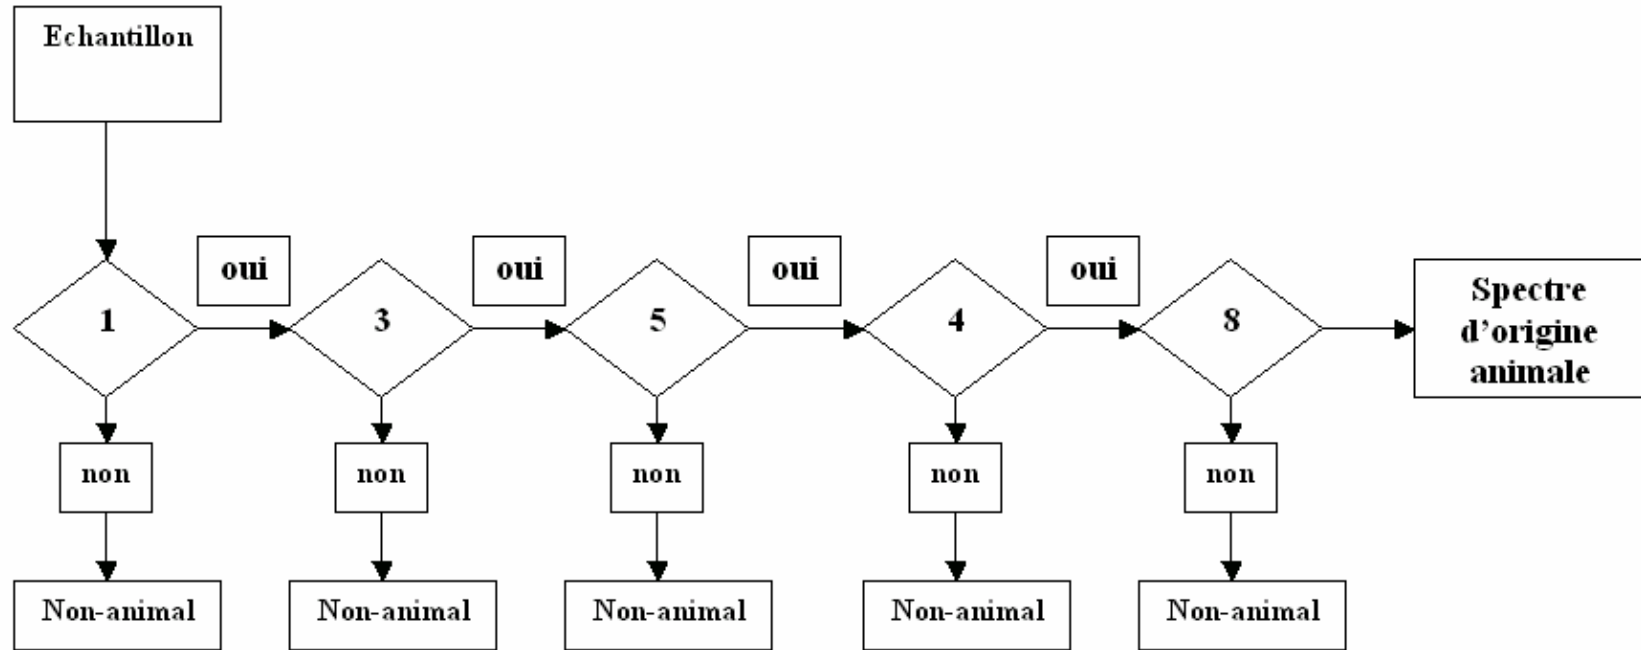 Echantillon
oui
oui
oui
oui
1
3
5
4
8
Spectre
d'origine
animale
non
non
non
non
non
Non-animal
Non-animal
Non-animal
Non-animal
Non-animal